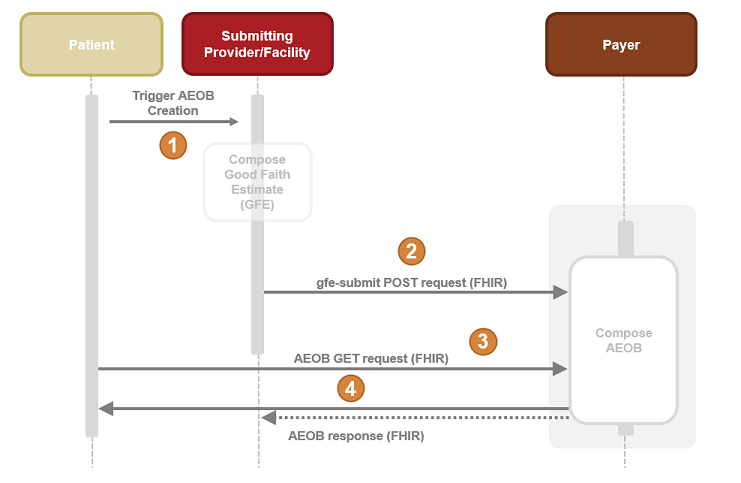 Patient
Submitting
Provider/Facility
Payer
Trigger AEOB
Creation
1
Compose
Good Faith
Estimate
(GFE)
2
gfe-submit POST request (FHIR)
Compose
AEOB
3
AEOB GET request (FHIR)
4
AEOB response (FHIR)